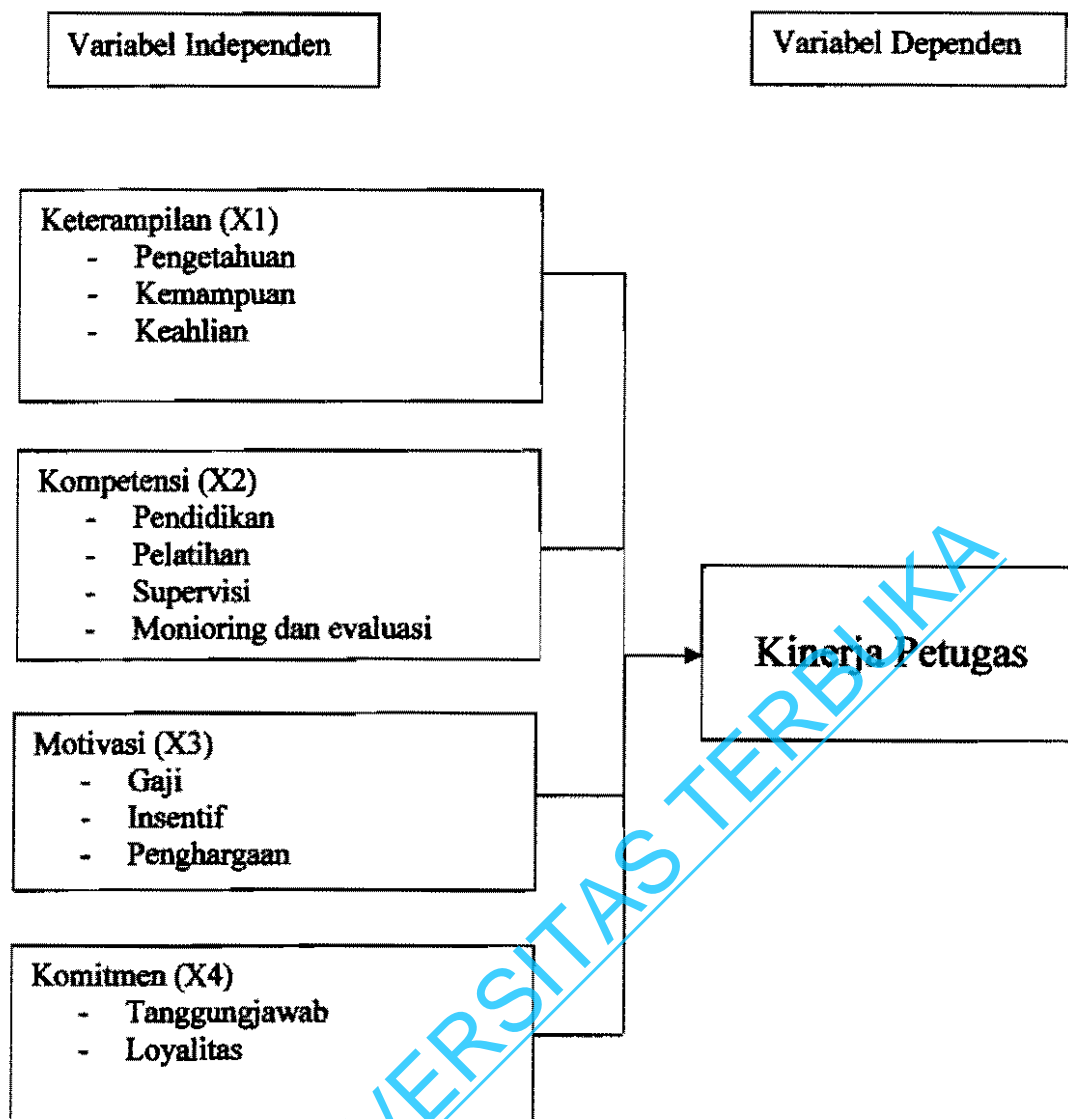 Variabel Independen
Variabel Dependen
Keterampilan (X1)
- Pengetahuan
- Kemampuan
- Keahlian
Kompetensi (X2)
- Pendidikan
- Pelatihan
- Supervisi
- Monioring dan evaluasi
Motivasi (X3)
- Gaji
- Insentif
- Penghargaan
Komitmen (X4)
- Tanggungjawab
- Loyalitas
Kinerja Petugas
VERSITAS TERBUKA